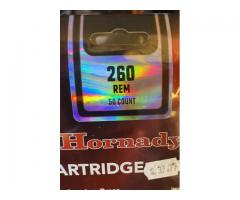 260
REM
50 COUNT
Hornady
ARTRIDGE